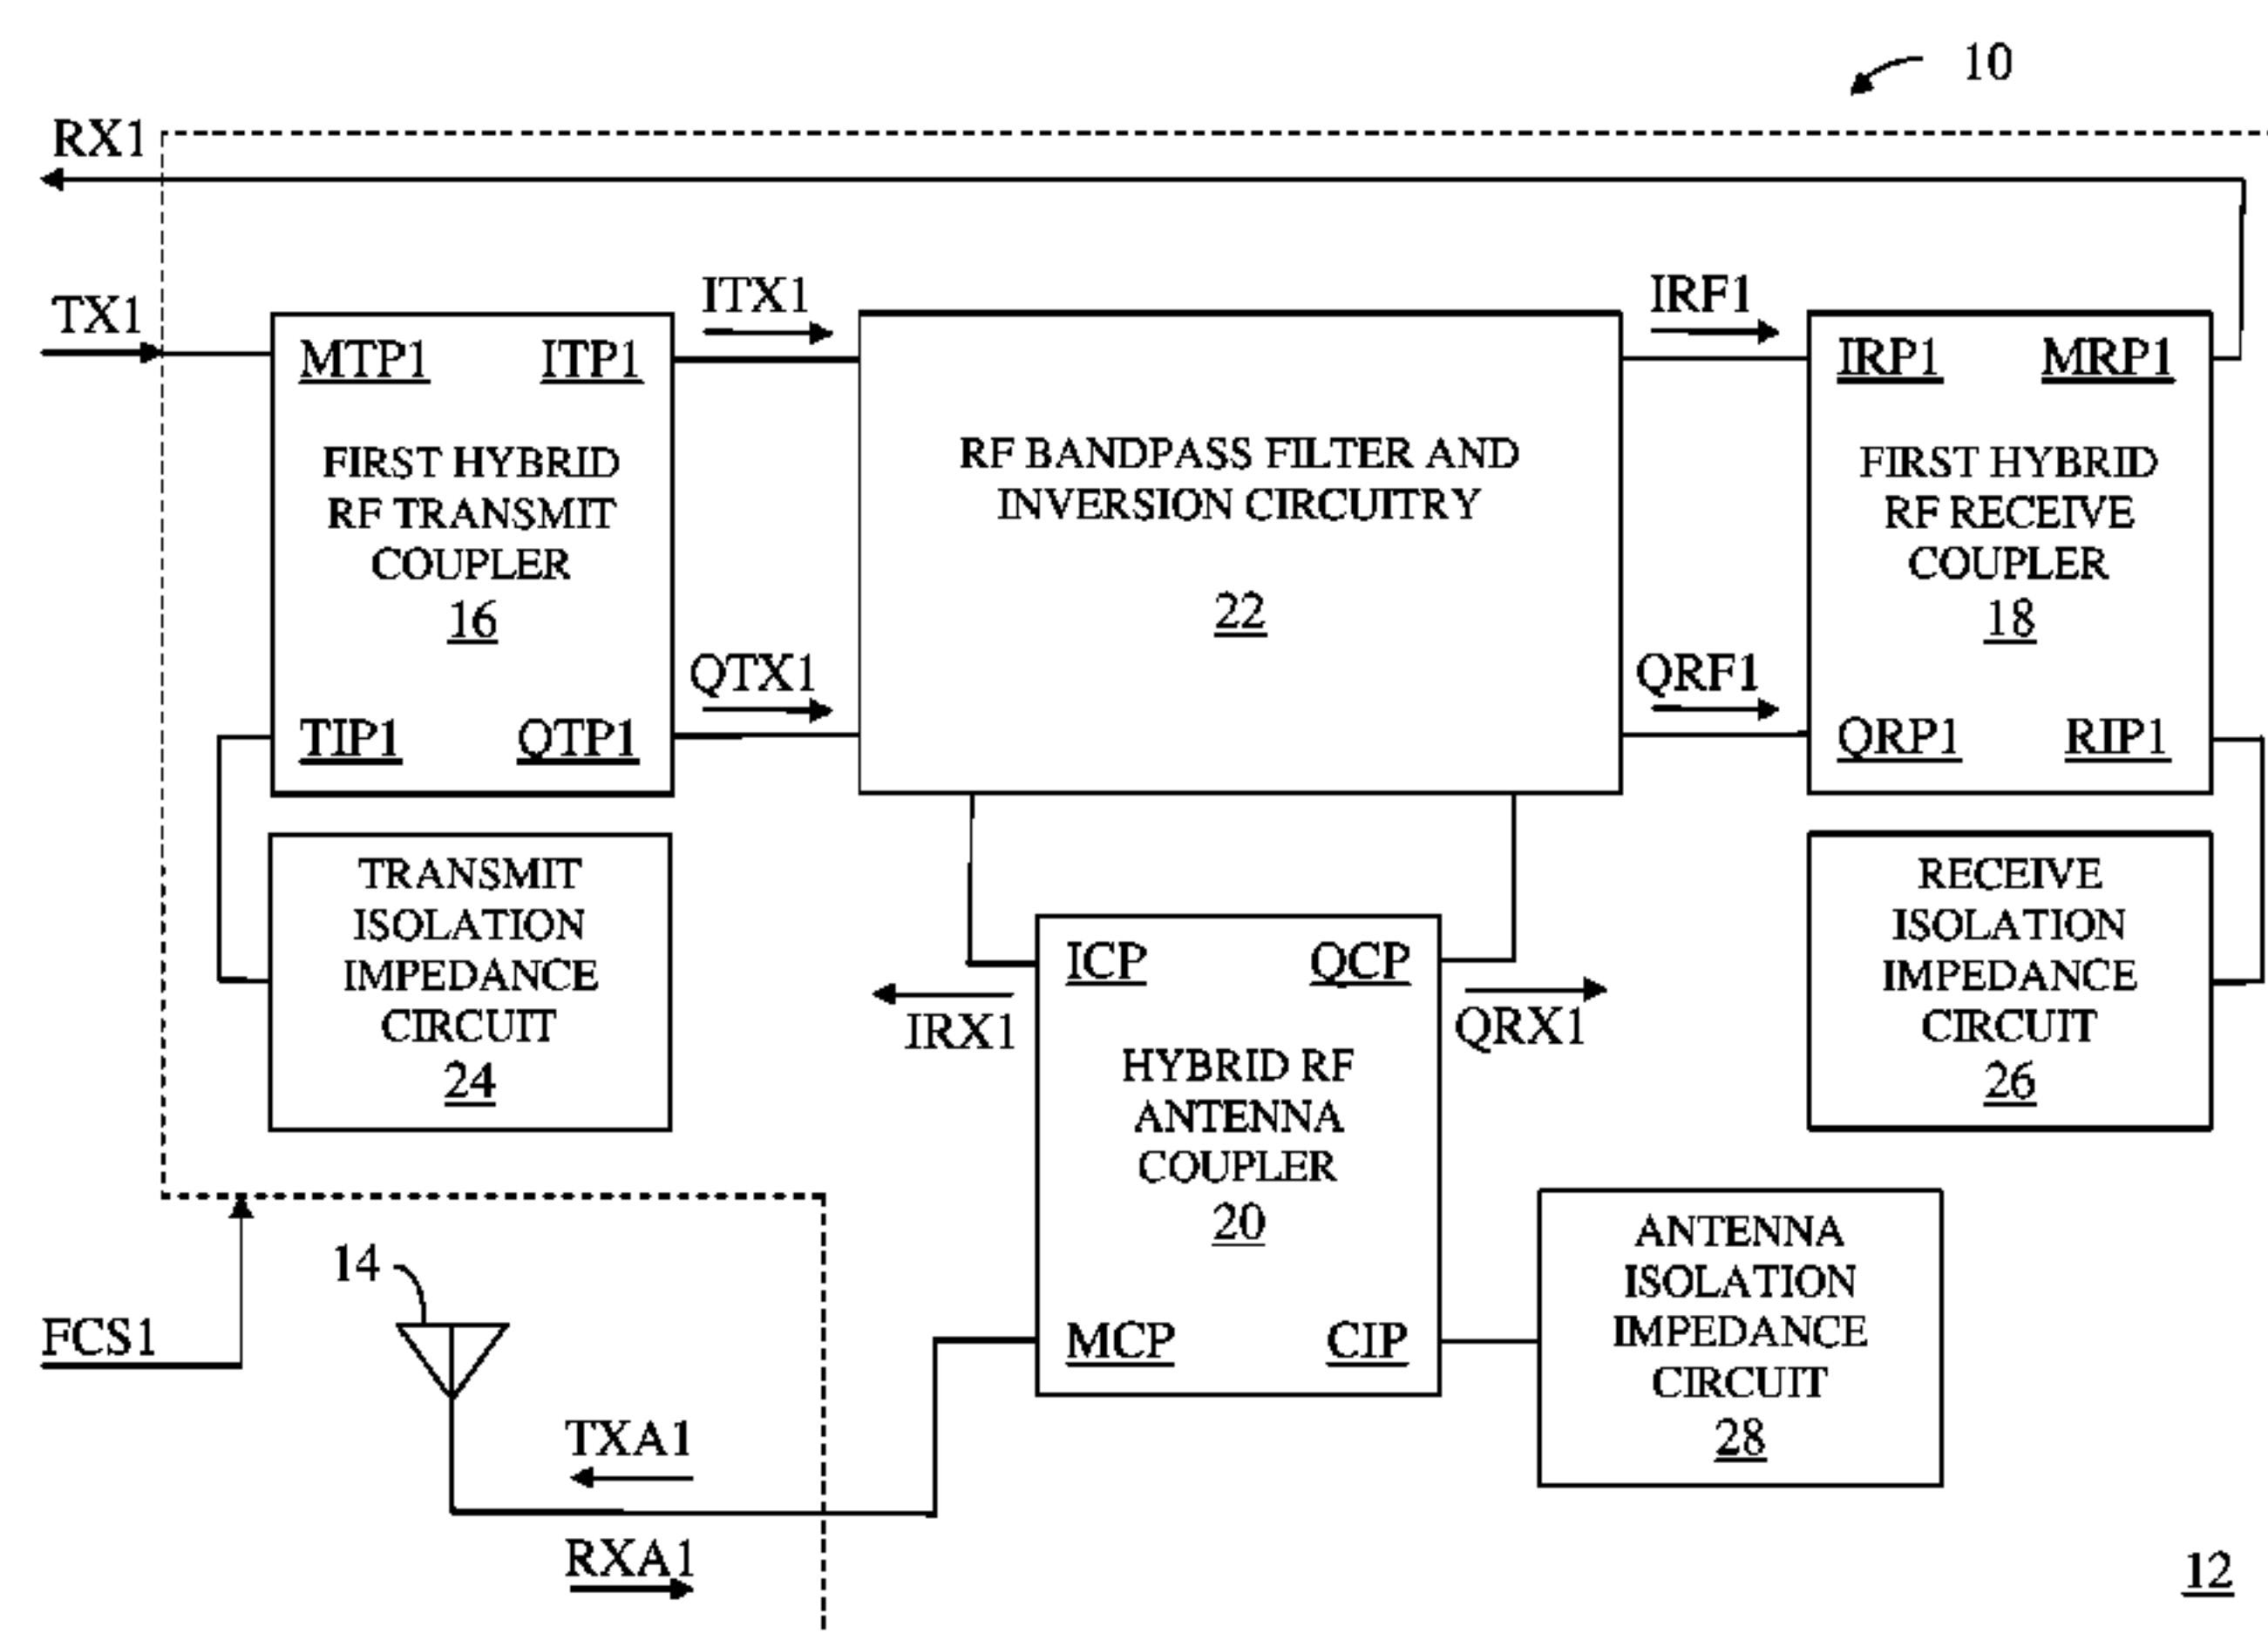 10
RX1
TX1
ITX1
IRF1
MTP1 ITP1
IRP1 MRP1
FIRST HYBRID
RF TRANSMIT
COUPLER
16
RF BANDPASS FILTER AND
INVERSION CIRCUITRY
22
FIRST HYBRID
RF RECEIVE
COUPLER
18
QTX1
QRF1
TIP1 QTP1
QRP1 RIP1
TRANSMIT
ISOLATION
IMPEDANCE
CIRCUIT
24
ICP QCP
IRX1
QRX1
RECEIVE
ISOLATION
IMPEDANCE
CIRCUIT
26
HYBRID RF
ANTENNA
COUPLER
20
MCP CIP
ANTENNA
ISOLATION
IMPEDANCE
CIRCUIT
28
14
FCS1
TXA1
RXA1
12